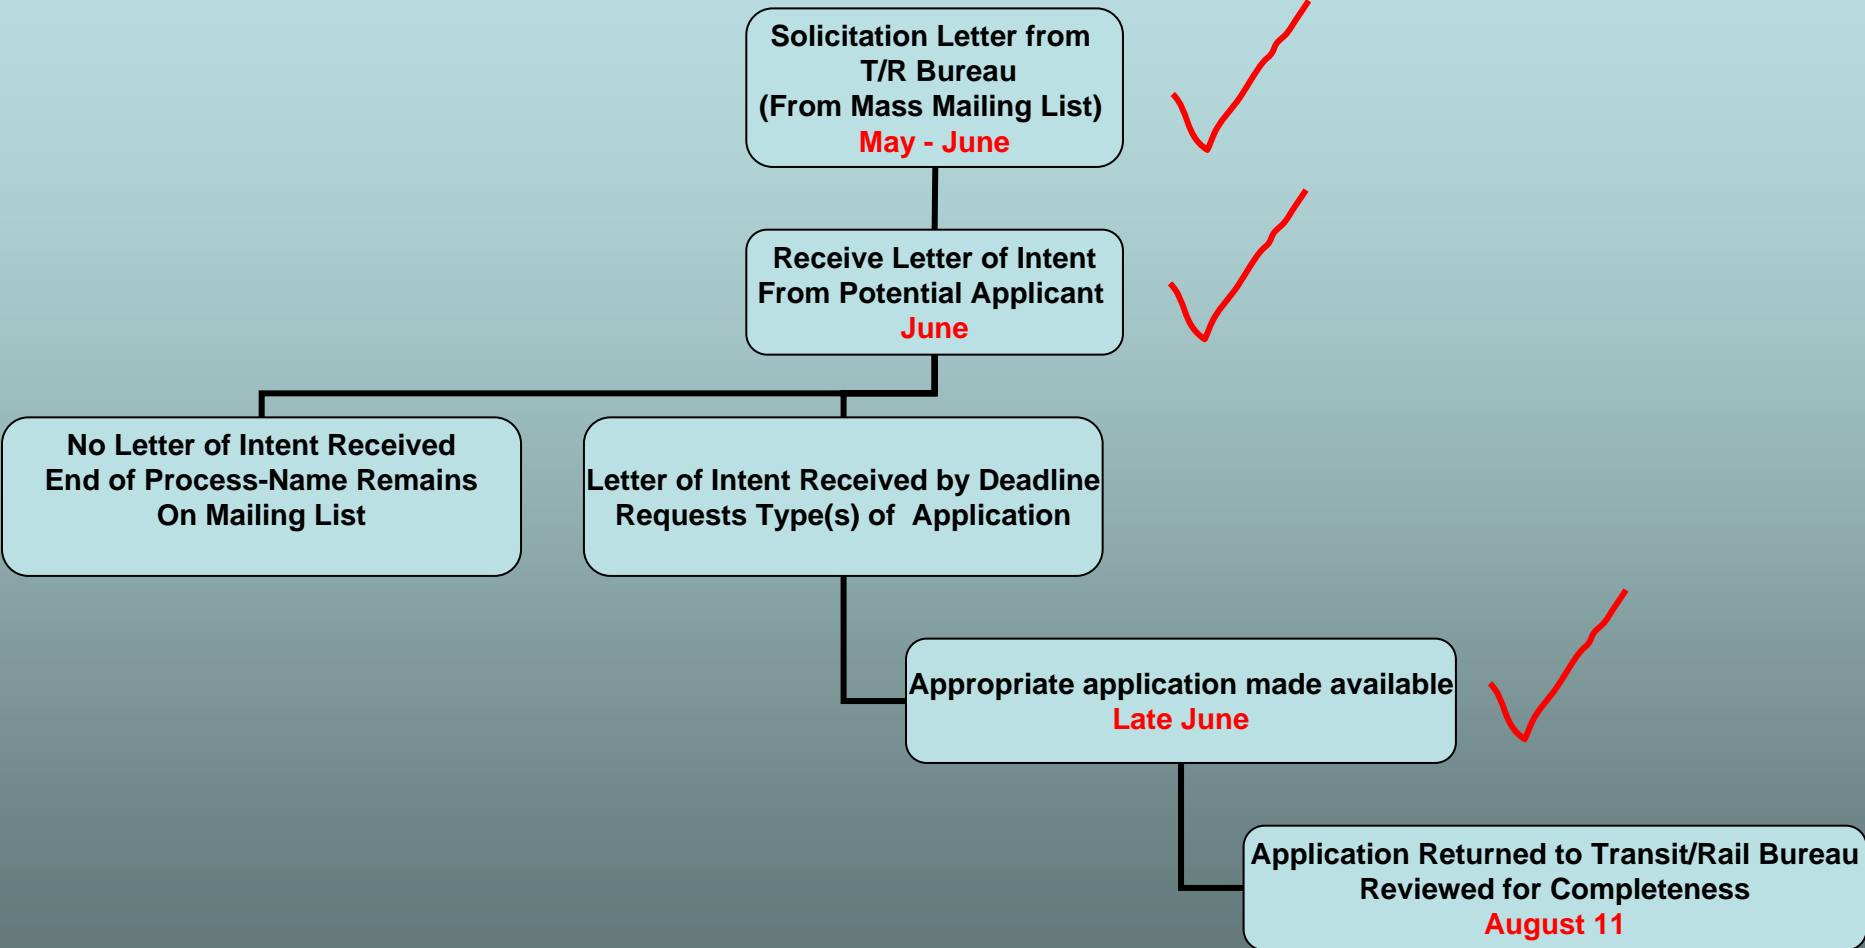 Solicitation Letter from
T/R Bureau
(From Mass Mailing List)
May - June
Receive Letter of Intent
From Potential Applicant
June
No Letter of Intent Received
End of Process-Name Remains
On Mailing List
Letter of Intent Received by Deadline
Requests Type(s) of Application
Appropriate application made available
Late June
Application Returned to Transit/Rail Bureau
Reviewed for Completeness
August 11